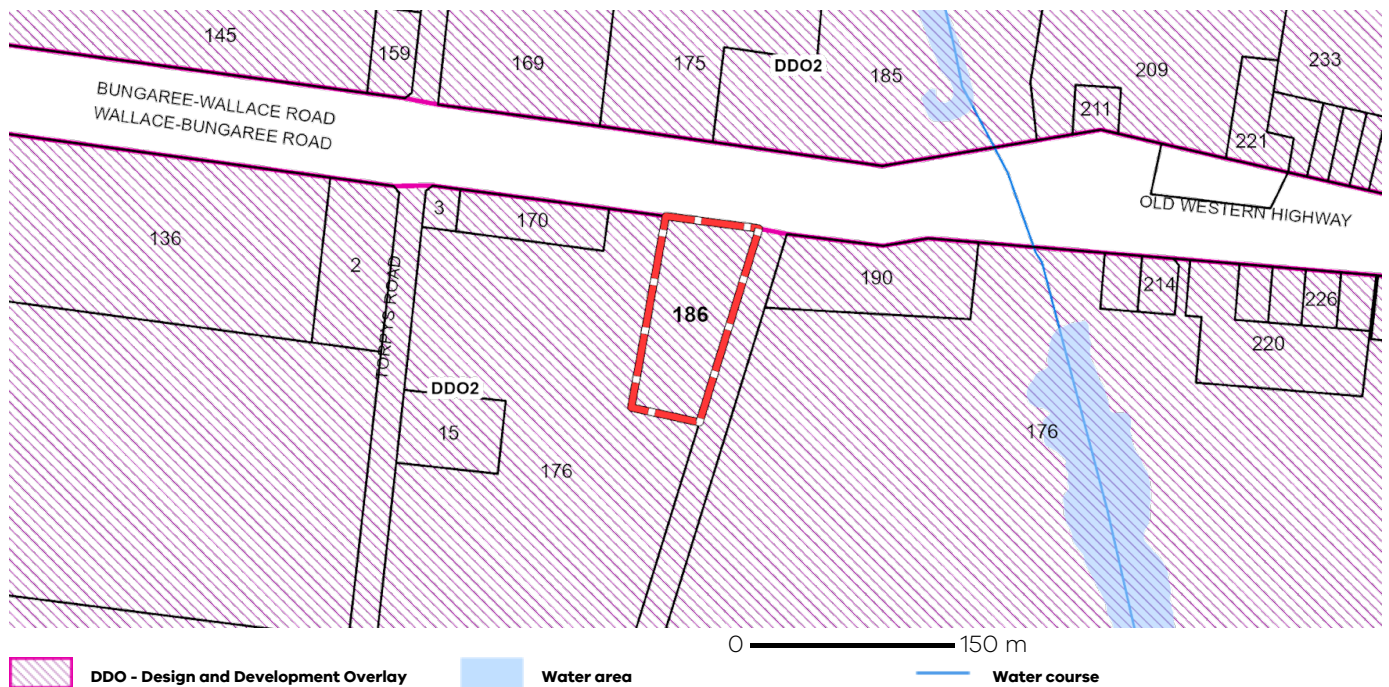 145
159
169
175
DDO2
185
209
233
211
221
BUNGAREE-WALLACE ROAD
WALLACE-BUNGAREE ROAD
OLD WESTERN HIGHWAY
136
2
3
170
TORPYS ROAD
186
190
214
226
220
DDO2
15
176
176
0 150 m
DDO - Design and Development Overlay
Water area
Water course